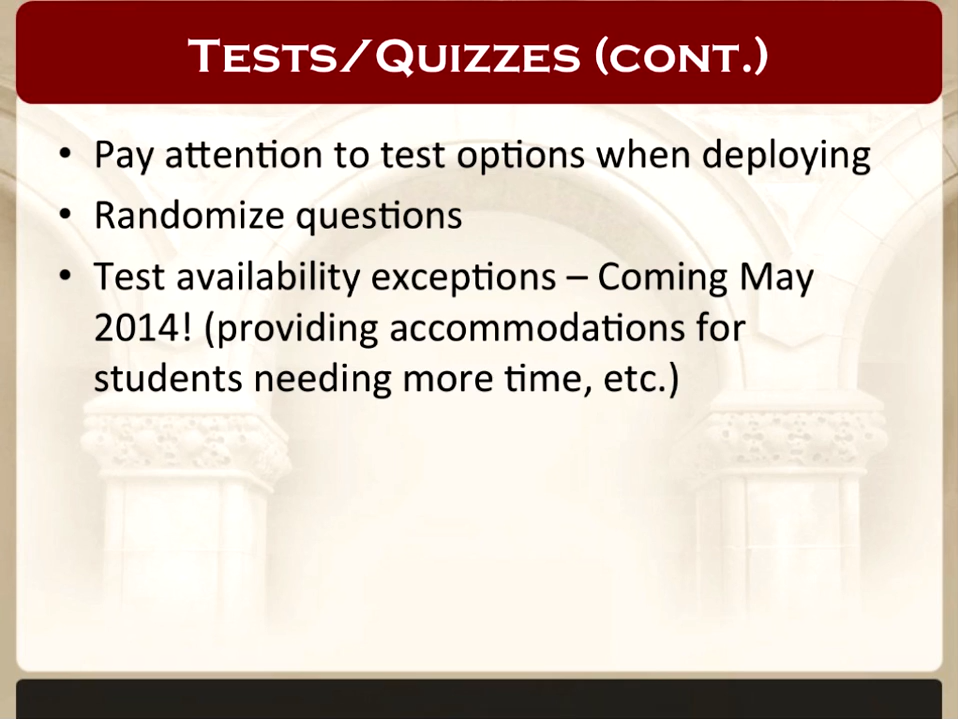 Tests/Quizzes (cont.)
• Pay attention to test options when deploying
• Randomize questions
• Test availability exceptions – Coming May
2014! (providing accommodations for
students needing more time, etc.)